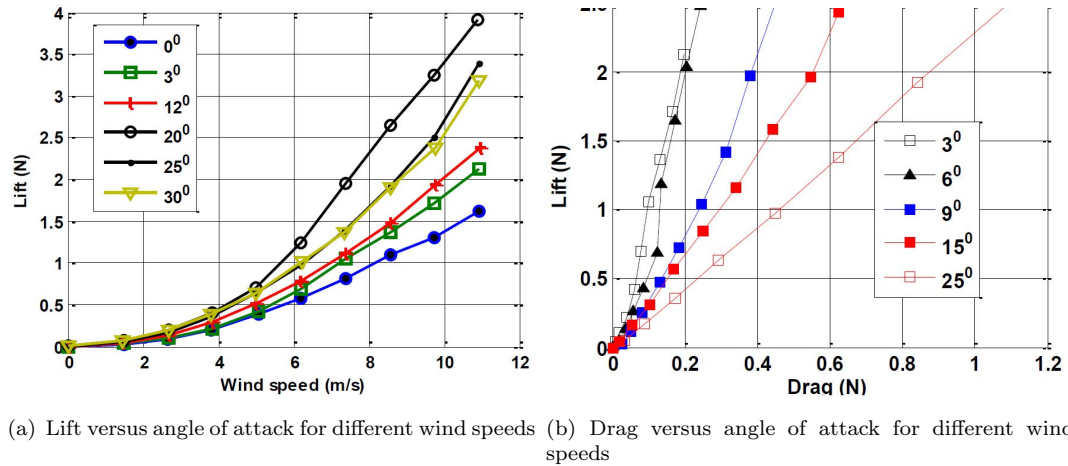 4
3.5
3
2.5
2
1.5
1
0.5
0
0 2 4 6 8 10 12
Lift (N)
Wind speed (m/s)
0⁰
3⁰
12⁰
20⁰
25⁰
30⁰
2
1.5
1
0.5
0
0.2 0.4 0.6 0.8 1 1.2
Lift (N)
Drag (N)
3⁰
6⁰
9⁰
15⁰
25⁰
(a) Lift versus angle of attack for different wind speeds
(b) Drag versus angle of attack for different wind
speeds